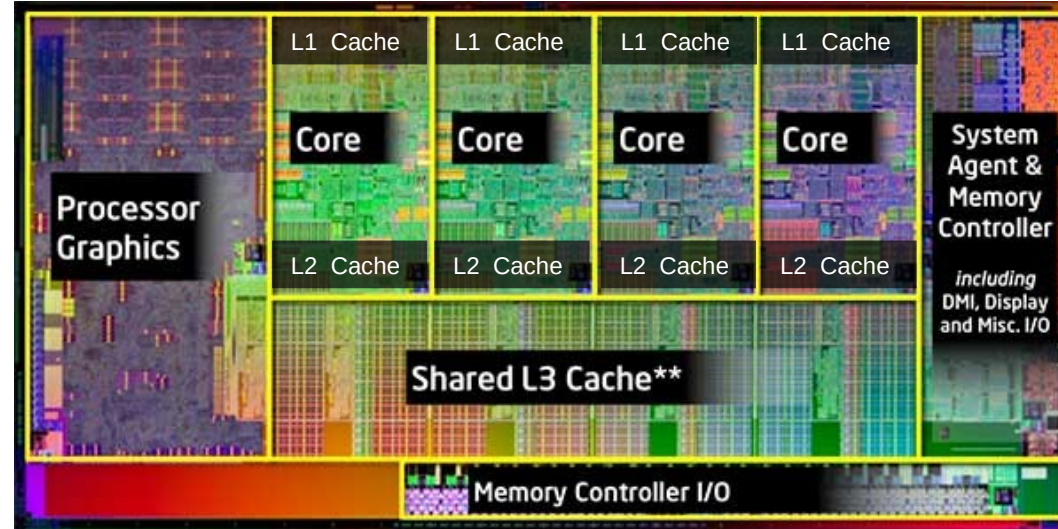 L1 Cache
L1 Cache
L1 Cache
L1 Cache
Core
Core
Core
Core
Processor
Graphics
L2 Cache
L2 Cache
L2 Cache
L2 Cache
Shared L3 Cache**
System
Agent &
Memory
Controller
including
DMI, Display
and Misc. I/O
Memory Controller I/O